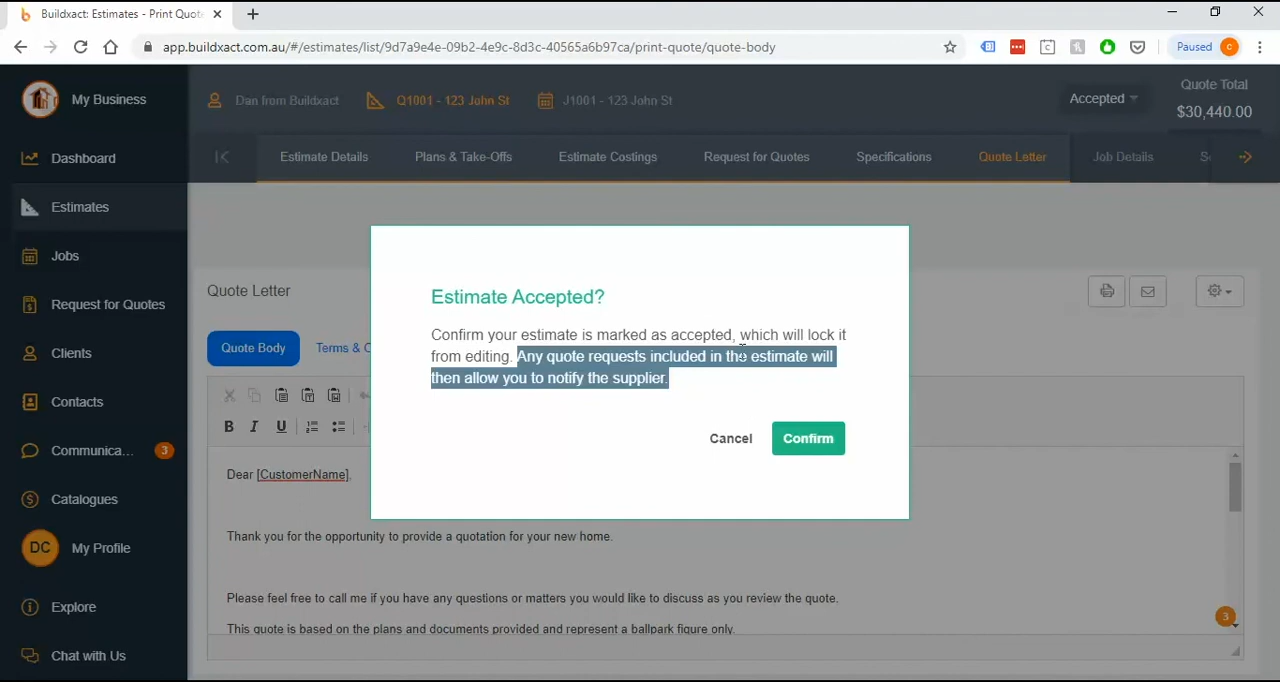 Buildxact: Estimates - Print Quote
app.buildxact.com.au/#/estimates/list/9d7a9e4e-09b2-4e9c-8d3c-40565a6b97ca/print-quote/quote-body
Paused c
My Business
Dan from Buildxact
Q1001 - 123 John St
J1001 - 123 John St
Accepted
Quote Total
$30,440.00
Estimate Details
Plans & Take-Offs
Estimate Costings
Request for Quotes
Specifications
Quote Letter
Job Details
Dashboard
Estimates
Jobs
Request for Quotes
Clients
Contacts
Communica... 3
Catalogues
DC My Profile
Explore
Chat with Us
Quote Letter
Quote Body
Terms & C
B I U
Estimate Accepted?
Confirm your estimate is marked as accepted, which will lock it
from editing. Any quote requests included in the estimate will
then allow you to notify the supplier.
Cancel
Confirm
Dear [CustomerName],
Thank you for the opportunity to provide a quotation for your new home.
Please feel free to call me if you have any questions or matters you would like to discuss as you review the quote.
This quote is based on the plans and documents provided and represent a ballpark figure only.
3